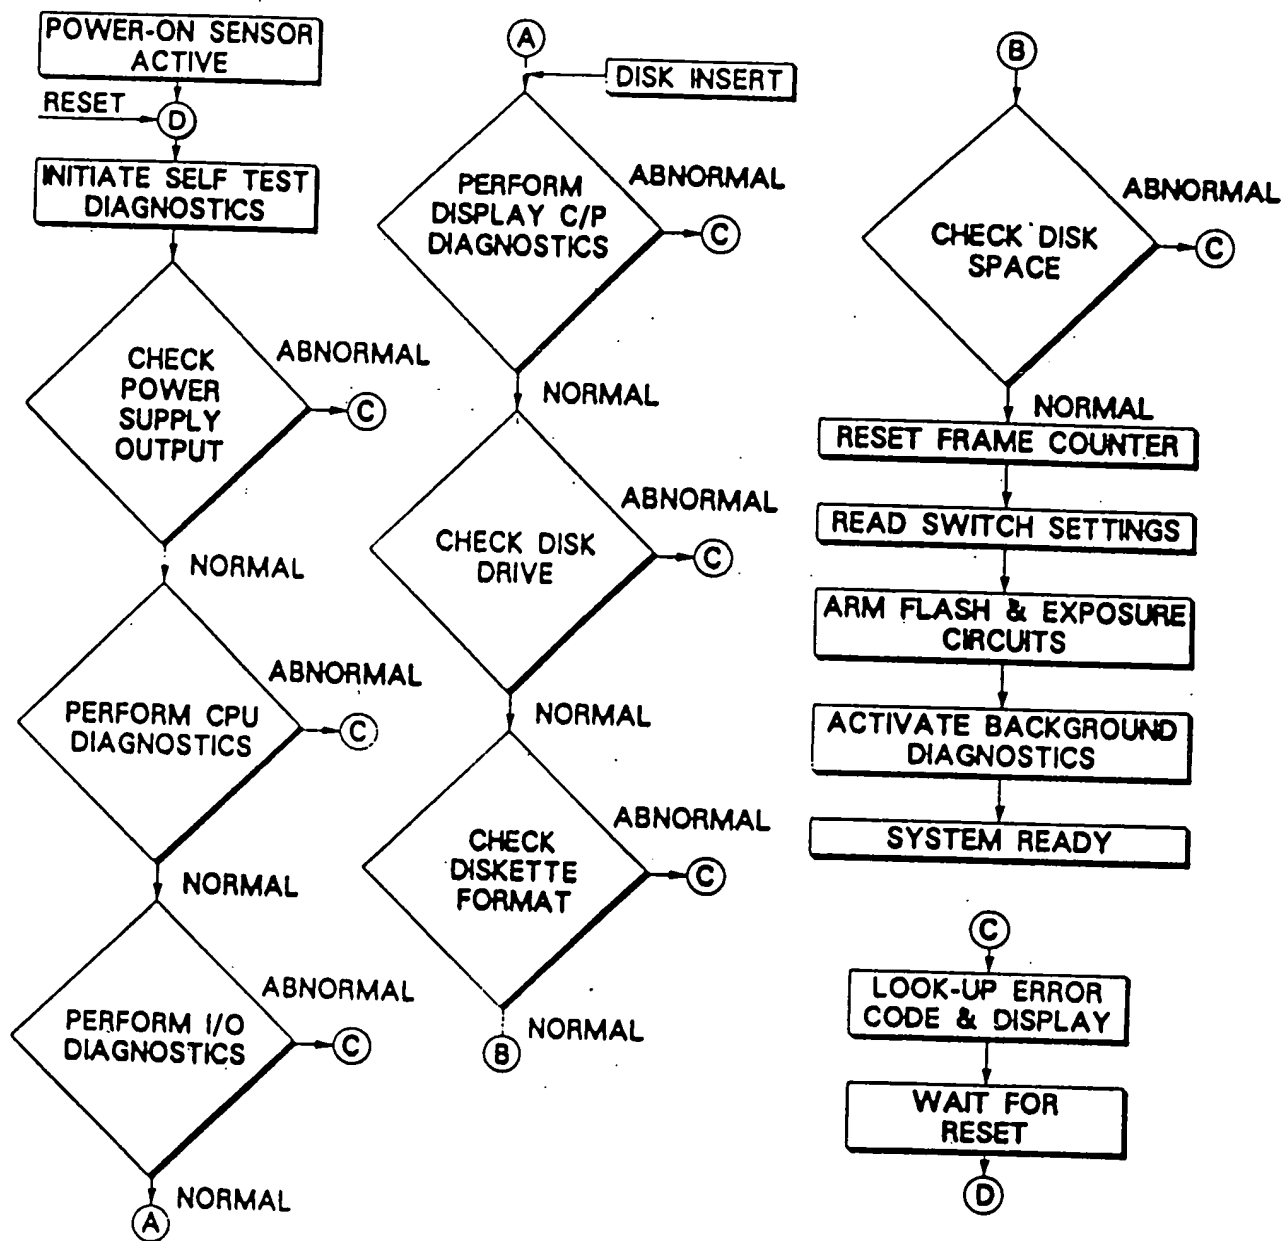 POWER-ON SENSOR
ACTIVE
RESET
D
INITIATE SELF TEST
DIAGNOSTICS
CHECK
POWER
SUPPLY
OUTPUT
ABNORMAL
C
NORMAL
PERFORM CPU
DIAGNOSTICS
ABNORMAL
C
NORMAL
PERFORM I/O
DIAGNOSTICS
ABNORMAL
C
NORMAL
A
A
DISK INSERT
PERFORM
DISPLAY C/P
DIAGNOSTICS
ABNORMAL
C
NORMAL
CHECK DISK
DRIVE
ABNORMAL
C
NORMAL
CHECK
DISKETTE
FORMAT
ABNORMAL
C
NORMAL
B
B
CHECK DISK
SPACE
ABNORMAL
C
NORMAL
RESET FRAME COUNTER
READ SWITCH SETTINGS
ARM FLASH & EXPOSURE
CIRCUITS
ACTIVATE BACKGROUND
DIAGNOSTICS
SYSTEM READY
C
LOOK-UP ERROR
CODE & DISPLAY
WAIT FOR
RESET
D